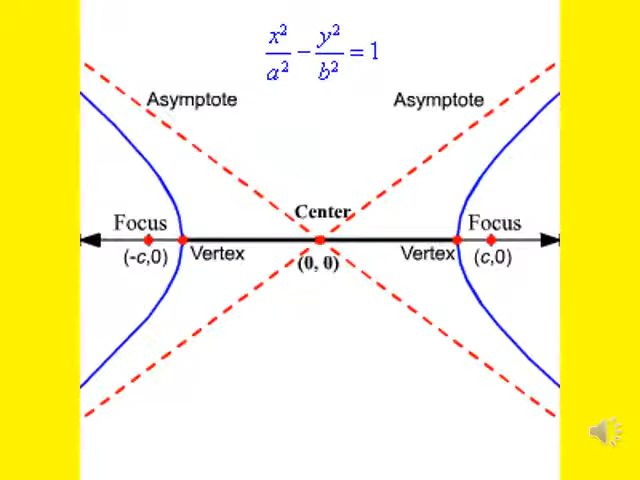 x²/a² − y²/b² = 1
Asymptote Asymptote
Center
Focus Focus
Vertex Vertex
(-c,0) (0, 0) (c,0)